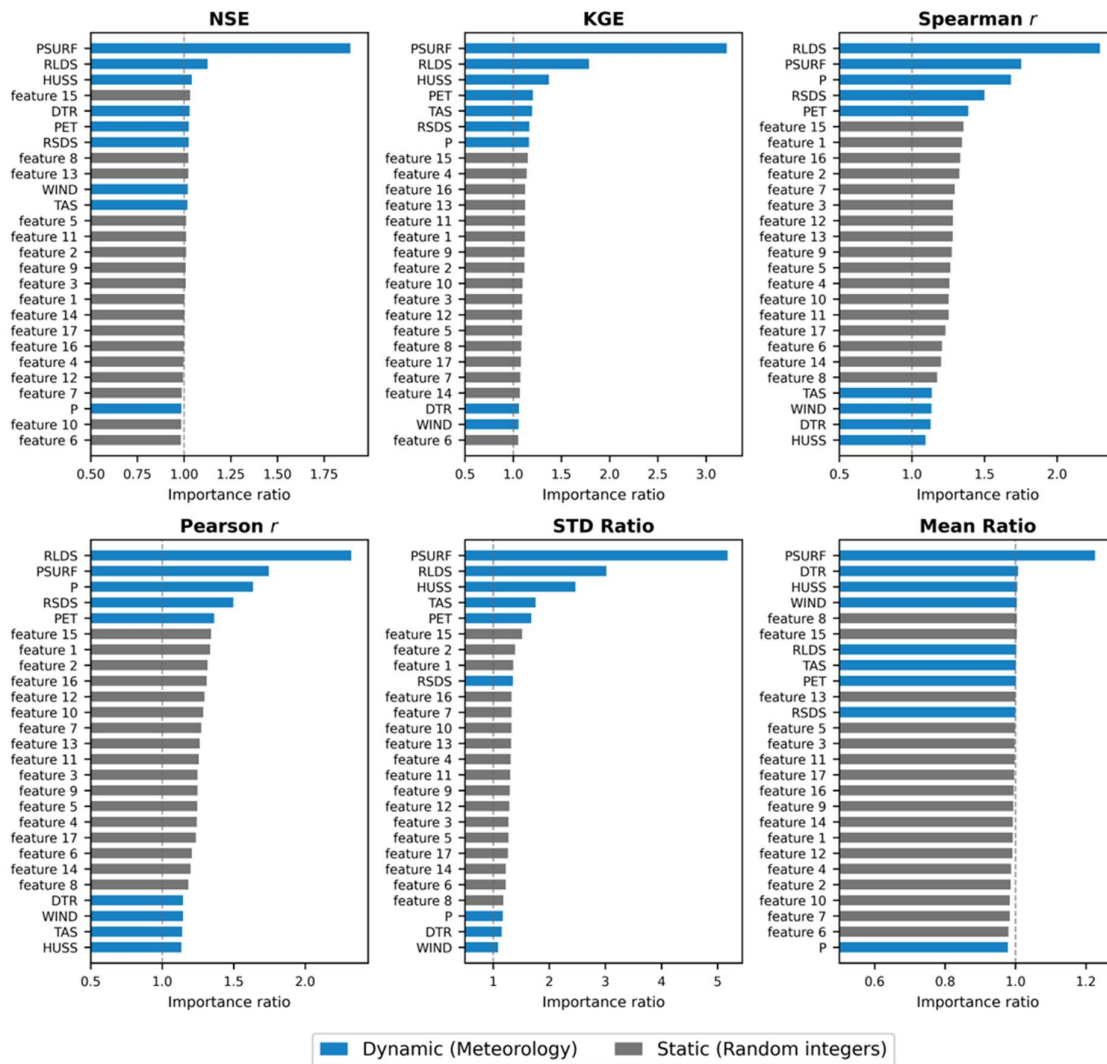 NSE
PSURF
RLDS
HUSS
feature 15
DTR
PET
RSDS
feature 8
feature 13
WIND
TAS
feature 5
feature 11
feature 2
feature 9
feature 3
feature 1
feature 14
feature 17
feature 16
feature 4
feature 12
feature 7
P
feature 10
feature 6
0.50 0.75 1.00 1.25 1.50 1.75
Importance ratio
KGE
PSURF
RLDS
HUSS
PET
TAS
RSDS
P
feature 15
feature 4
feature 16
feature 13
feature 11
feature 1
feature 9
feature 2
feature 10
feature 3
feature 12
feature 5
feature 8
feature 17
feature 7
feature 14
DTR
WIND
feature 6
0.5 1.0 1.5 2.0 2.5 3.0
Importance ratio
Spearman r
RLDS
PSURF
P
RSDS
PET
feature 15
feature 1
feature 16
feature 2
feature 7
feature 3
feature 12
feature 13
feature 9
feature 5
feature 4
feature 10
feature 11
feature 17
feature 6
feature 14
feature 8
TAS
WIND
DTR
HUSS
0.5 1.0 1.5 2.0
Importance ratio
Pearson r
RLDS
PSURF
P
RSDS
PET
feature 15
feature 1
feature 2
feature 16
feature 12
feature 10
feature 7
feature 13
feature 11
feature 3
feature 9
feature 5
feature 4
feature 17
feature 6
feature 14
feature 8
DTR
WIND
TAS
HUSS
0.5 1.0 1.5 2.0
Importance ratio
STD Ratio
PSURF
RLDS
HUSS
TAS
PET
feature 15
feature 2
feature 1
RSDS
feature 16
feature 7
feature 10
feature 13
feature 4
feature 11
feature 9
feature 12
feature 3
feature 5
feature 17
feature 14
feature 6
feature 8
P
DTR
WIND
1 2 3 4 5
Importance ratio
Mean Ratio
PSURF
DTR
HUSS
WIND
feature 8
feature 15
RLDS
TAS
PET
feature 13
RSDS
feature 5
feature 3
feature 11
feature 17
feature 16
feature 9
feature 14
feature 1
feature 12
feature 4
feature 2
feature 10
feature 7
feature 6
P
0.6 0.8 1.0 1.2
Importance ratio
Dynamic (Meteorology) Static (Random integers)